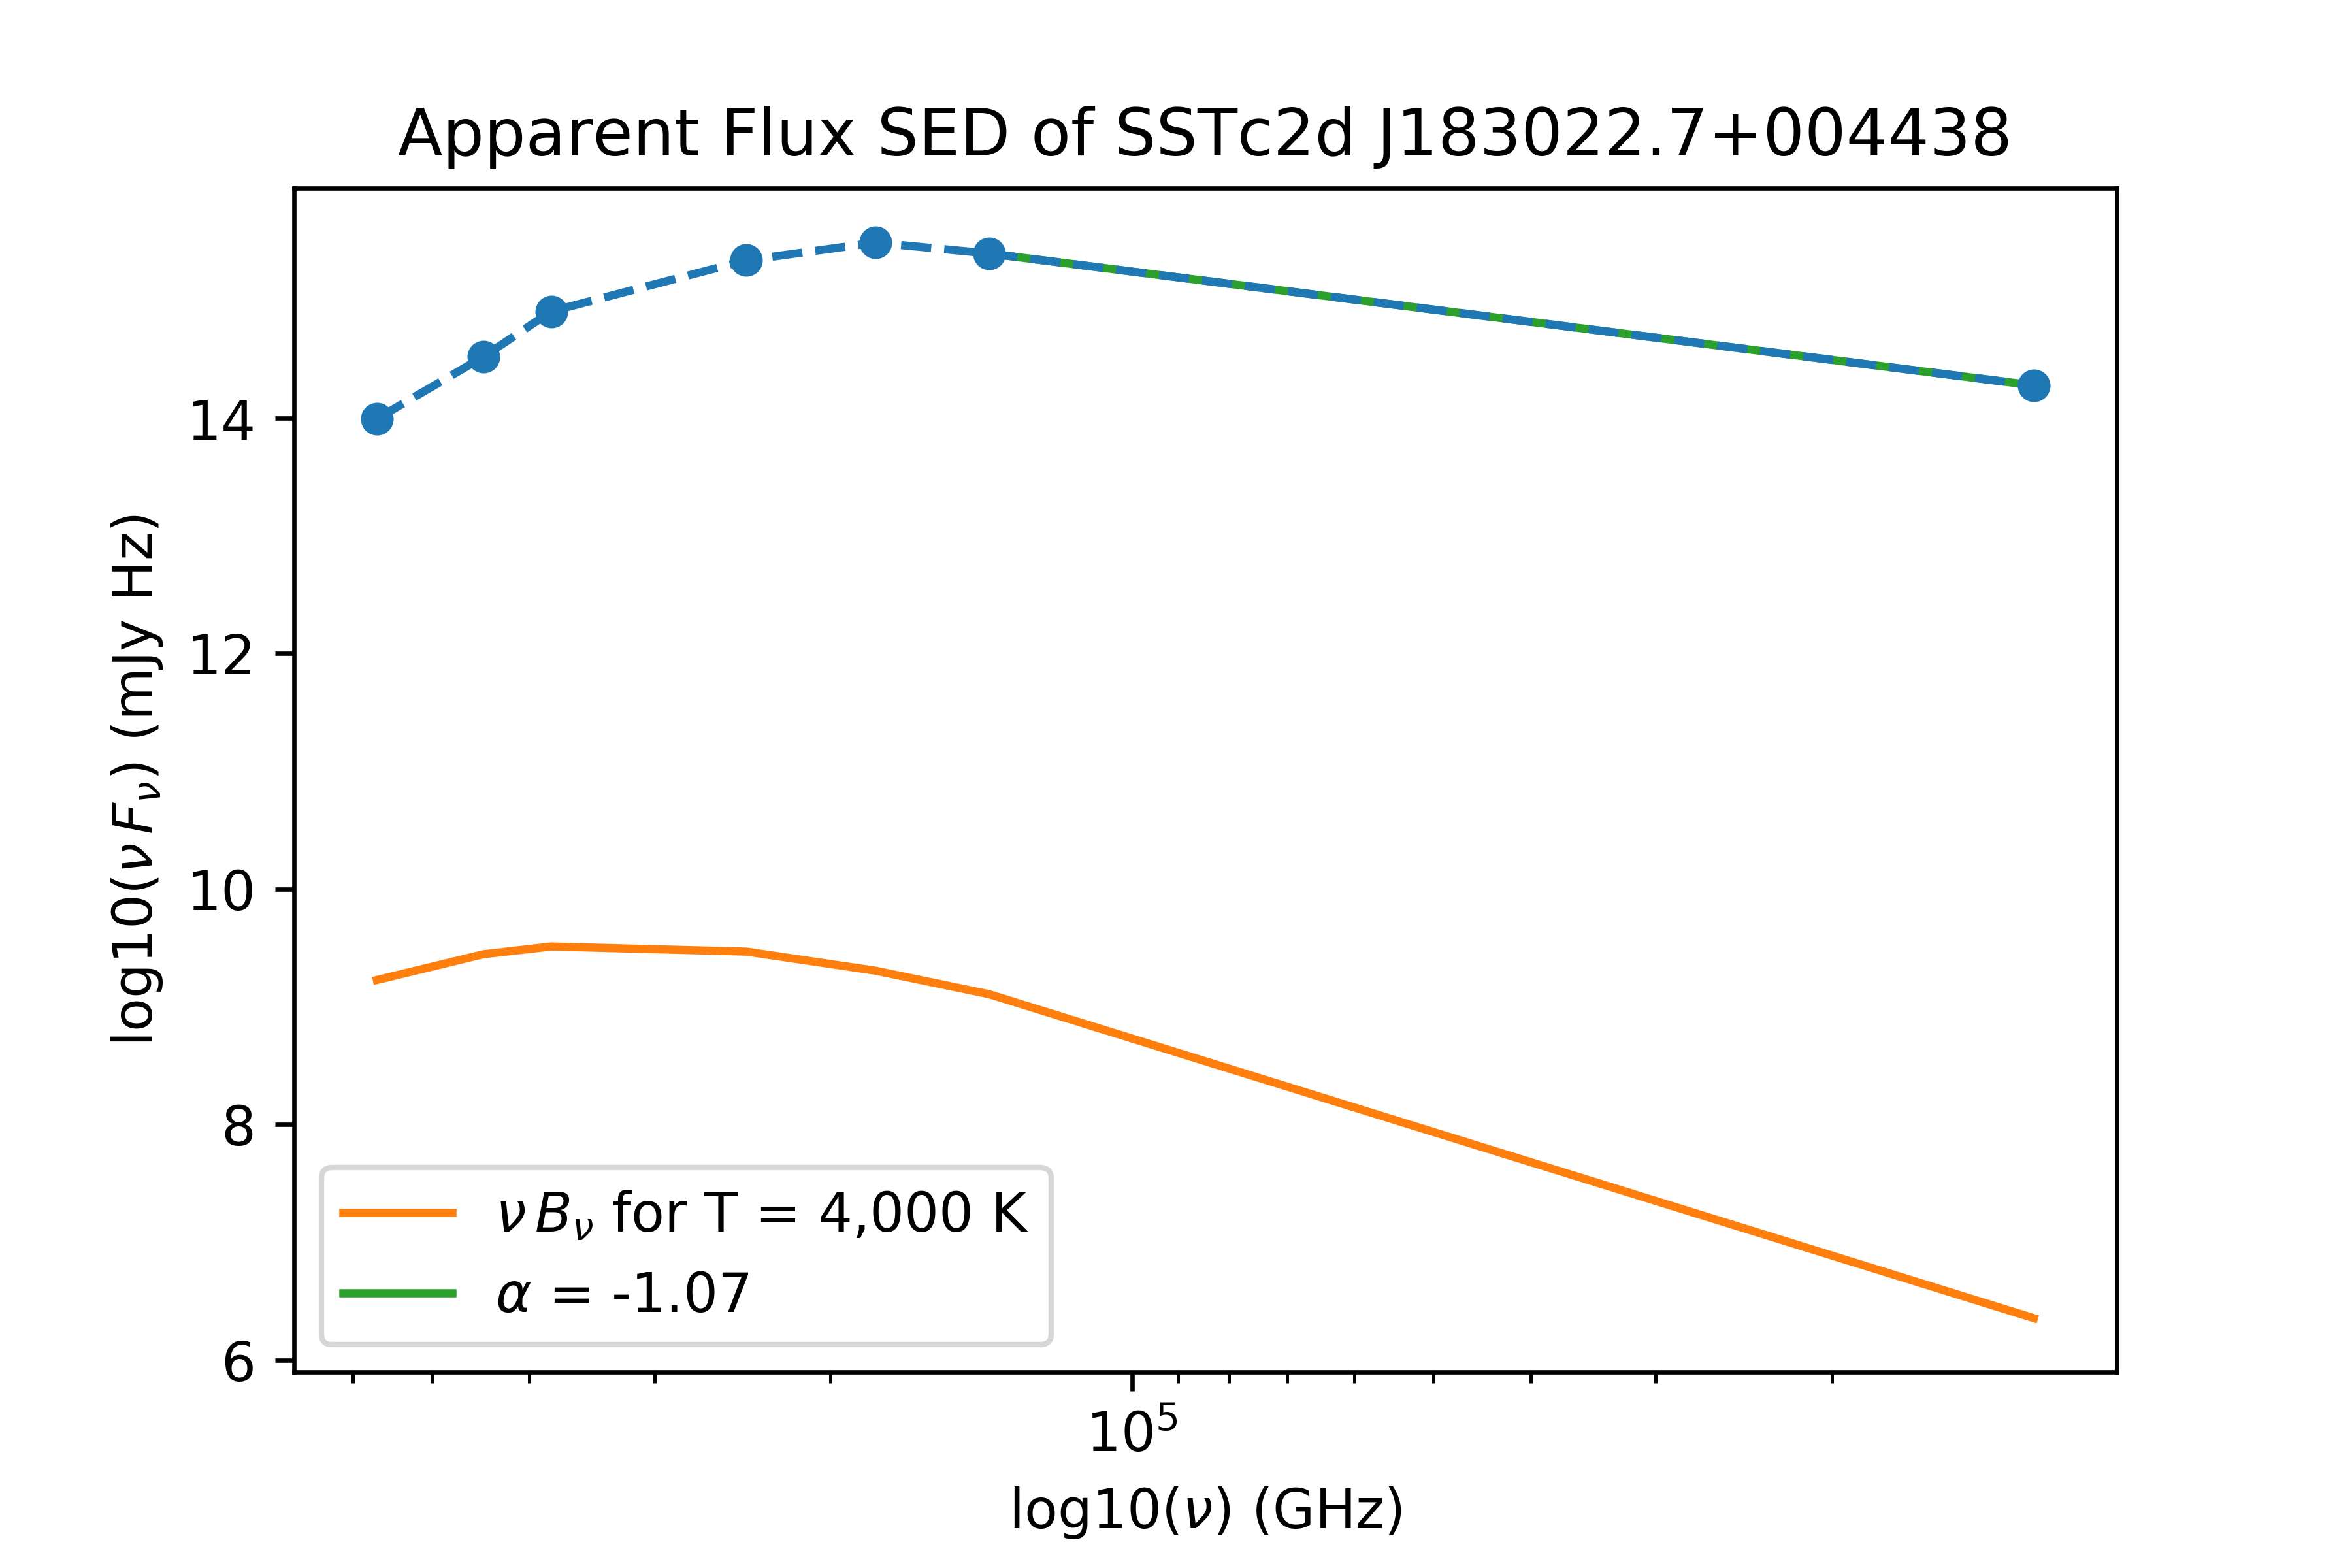 Apparent Flux SED of SSTc2d J183022.7+004438
log10(νFν) (mJy Hz)
14
12
10
8
6
νBν for T = 4,000 K
α = -1.07
10⁵
log10(ν) (GHz)